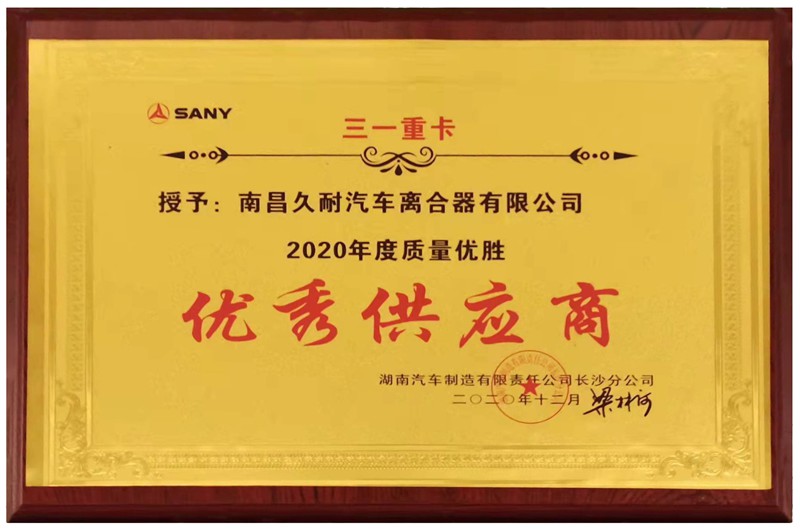 SANY
三一重卡
授予：南昌久耐汽车离合器有限公司
2020年度质量优胜
优秀供应商
湖南汽车制造有限责任公司长沙分公司
二〇二〇年十二月
梁林河